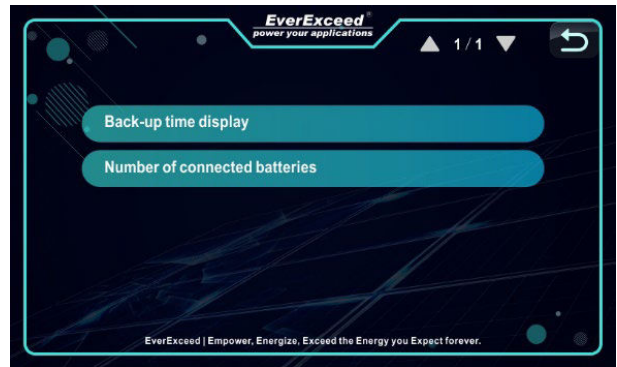 EverExceed®
power your applications
1/1
Back-up time display
Number of connected batteries
EverExceed | Empower, Energize, Exceed the Energy you Expect forever.